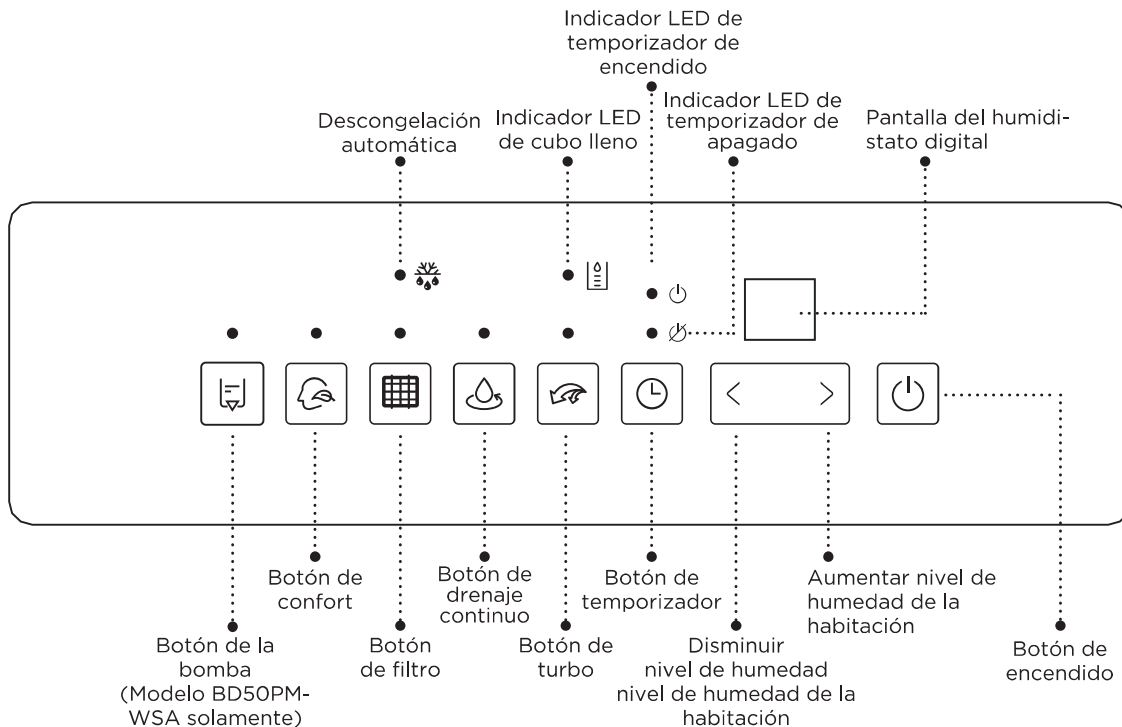 Indicador LED de
temporizador de
encendido
Descongelación
automática
Indicador LED
de cubo lleno
Indicador LED de
temporizador de
apagado
Pantalla del humidi-
stato digital
Botón de la
bomba
(Modelo BD50PM-
WSA solamente)
Botón de
confort
Botón
de filtro
Botón de
drenaje
continuo
Botón de
turbo
Botón de
temporizador
Disminuir
nivel de humedad
nivel de humedad de la
habitación
Aumentar nivel de
humedad de la
habitación
Botón de
encendido